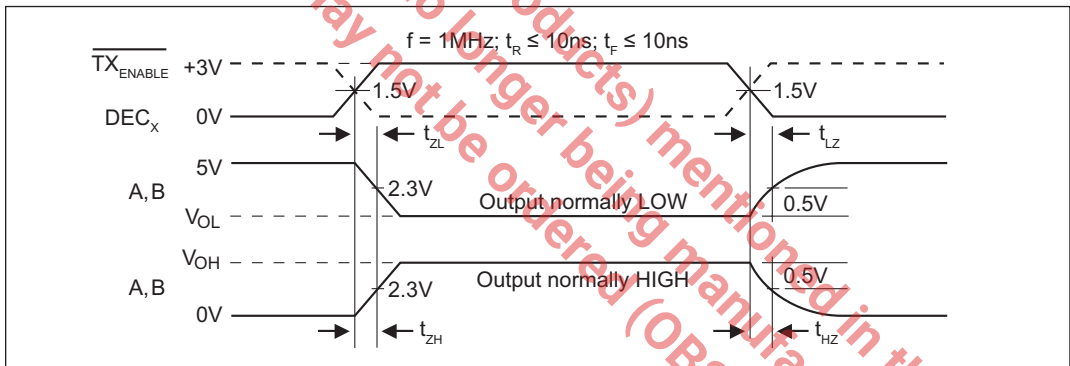 f = 1MHz; tR ≤ 10ns; tF ≤ 10ns
TXENABLE +3V
1.5V 1.5V
DECX 0V
tZL tLZ
5V
A, B 2.3V Output normally LOW 0.5V
VOL
VOH
A, B 2.3V Output normally HIGH 0.5V
0V
tZH tHZ
may not be ordered (OBS
no longer being manufa
oducts) mentioned in th